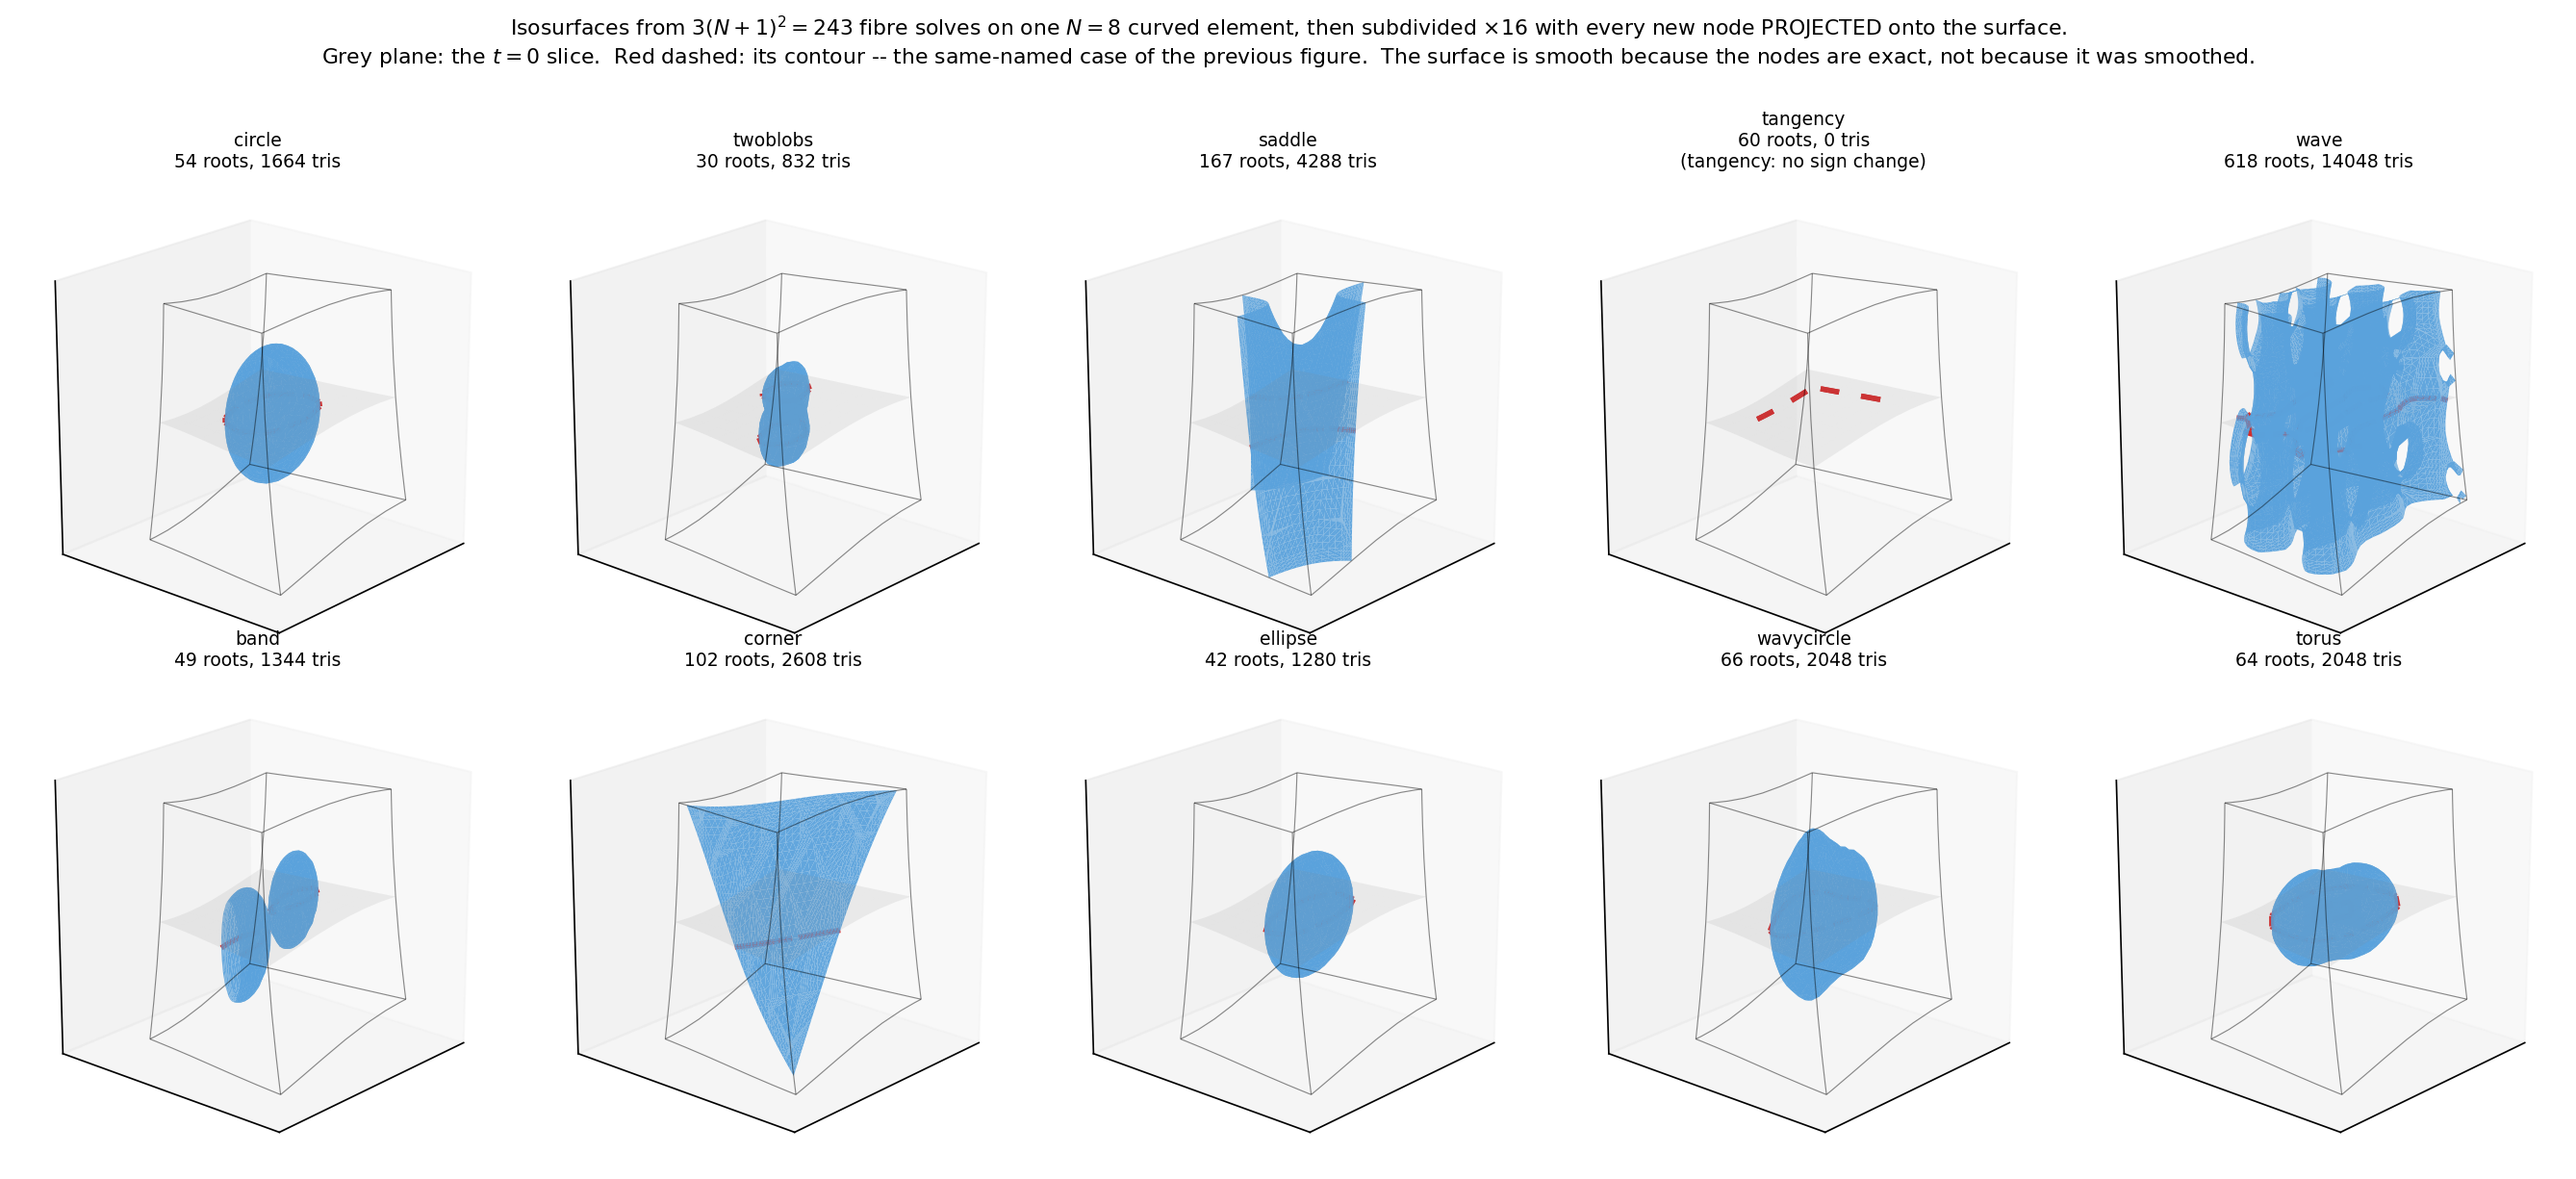 Isosurfaces from 3(N + 1)² = 243 fibre solves on one N = 8 curved element, then subdivided ×16 with every new node PROJECTED onto the surface.
Grey plane: the t = 0 slice.  Red dashed: its contour -- the same-named case of the previous figure.  The surface is smooth because the nodes are exact, not because it was smoothed.
circle
54 roots, 1664 tris
twoblobs
30 roots, 832 tris
saddle
167 roots, 4288 tris
tangency
60 roots, 0 tris
(tangency: no sign change)
wave
618 roots, 14048 tris
band
49 roots, 1344 tris
corner
102 roots, 2608 tris
ellipse
42 roots, 1280 tris
wavycircle
66 roots, 2048 tris
torus
64 roots, 2048 tris